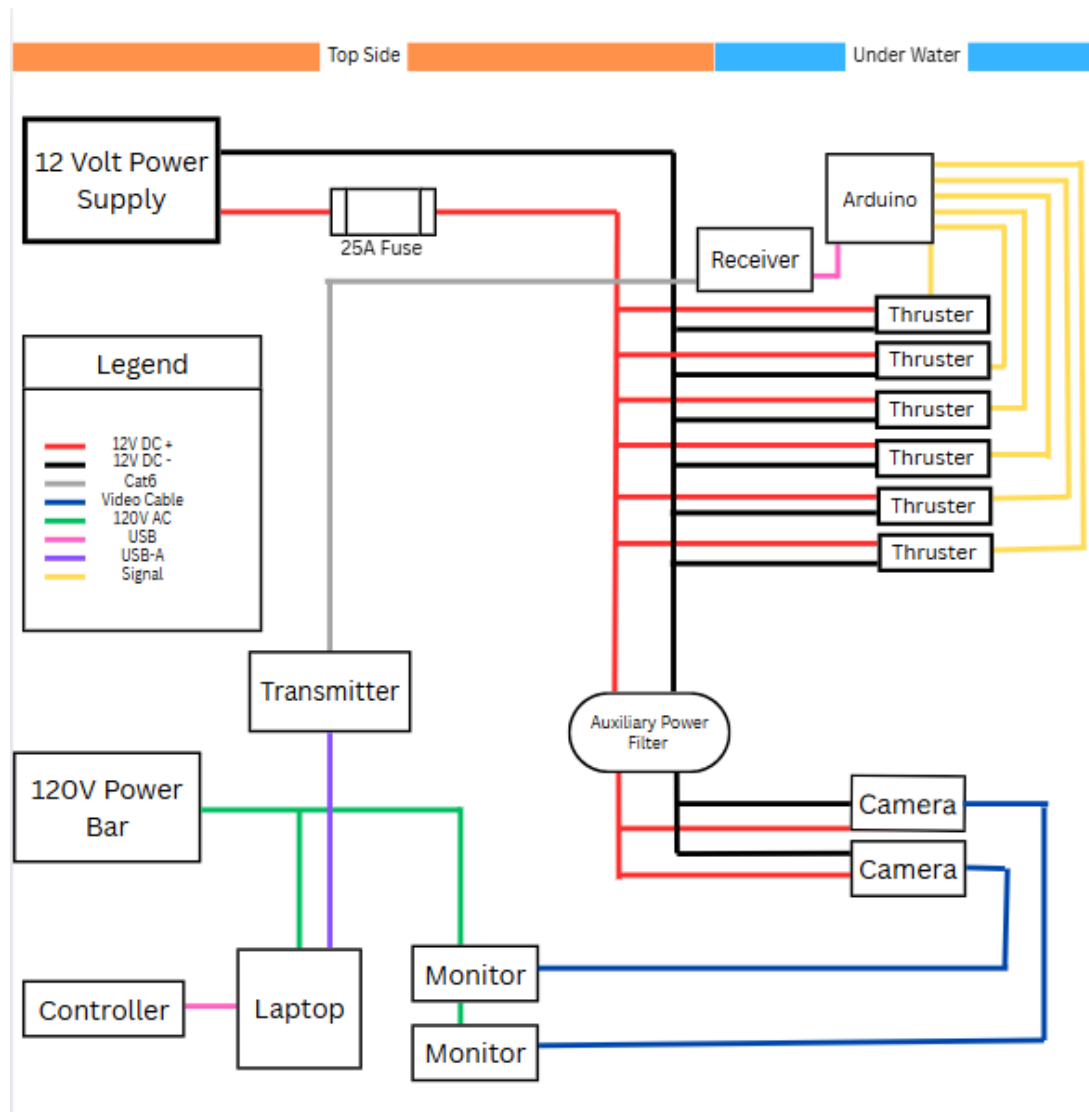 Top Side
Under Water
12 Volt Power
Supply
25A Fuse
Arduino
Receiver
Thruster
Thruster
Thruster
Thruster
Thruster
Thruster
Legend
12V DC +
12V DC -
Cat6
Video Cable
120V AC
USB
USB-A
Signal
Transmitter
Auxiliary Power
Filter
120V Power
Bar
Camera
Camera
Monitor
Controller
Laptop
Monitor